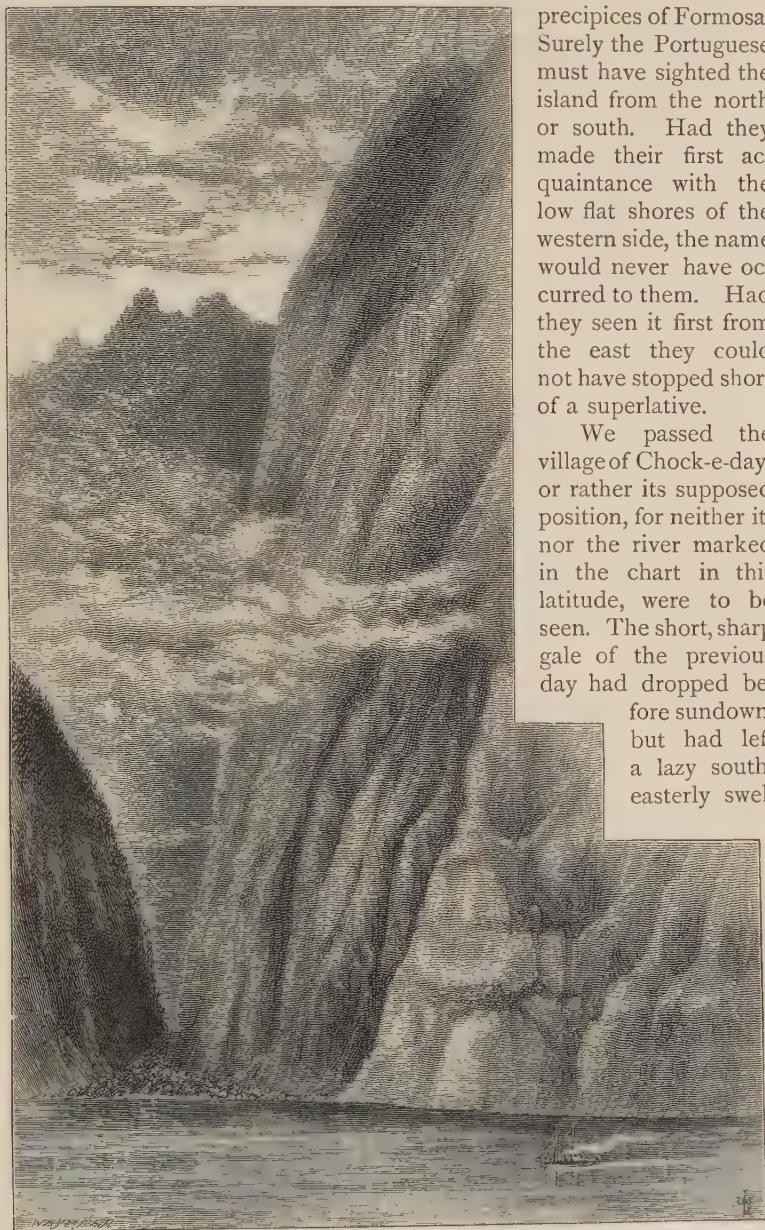 precipices of Formosa
Surely the Portuguese
must have sighted the
island from the north
or south. Had they
made their first ac
quaintance with the
low flat shores of the
western side, the name
would never have oc
curred to them. Had
they seen it first from
the east they could
not have stopped shor
of a superlative.
We passed the
village of Chock-e-day
or rather its supposed
position, for neither it
nor the river marked
in the chart in thi
latitude, were to be
seen. The short, sharp
gale of the previou
day had dropped be
fore sundown
but had lef
a lazy south
easterly swel